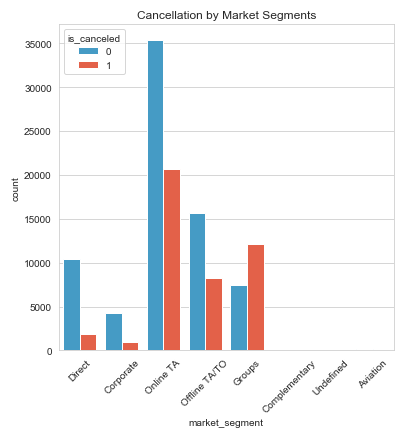 Cancellation by Market Segments
is_canceled
0
1
35000
30000
25000
20000
15000
10000
5000
0
count
Direct
Corporate
Online TA
Offline TA/TO
Groups
Complementary
Undefined
Aviation
market_segment